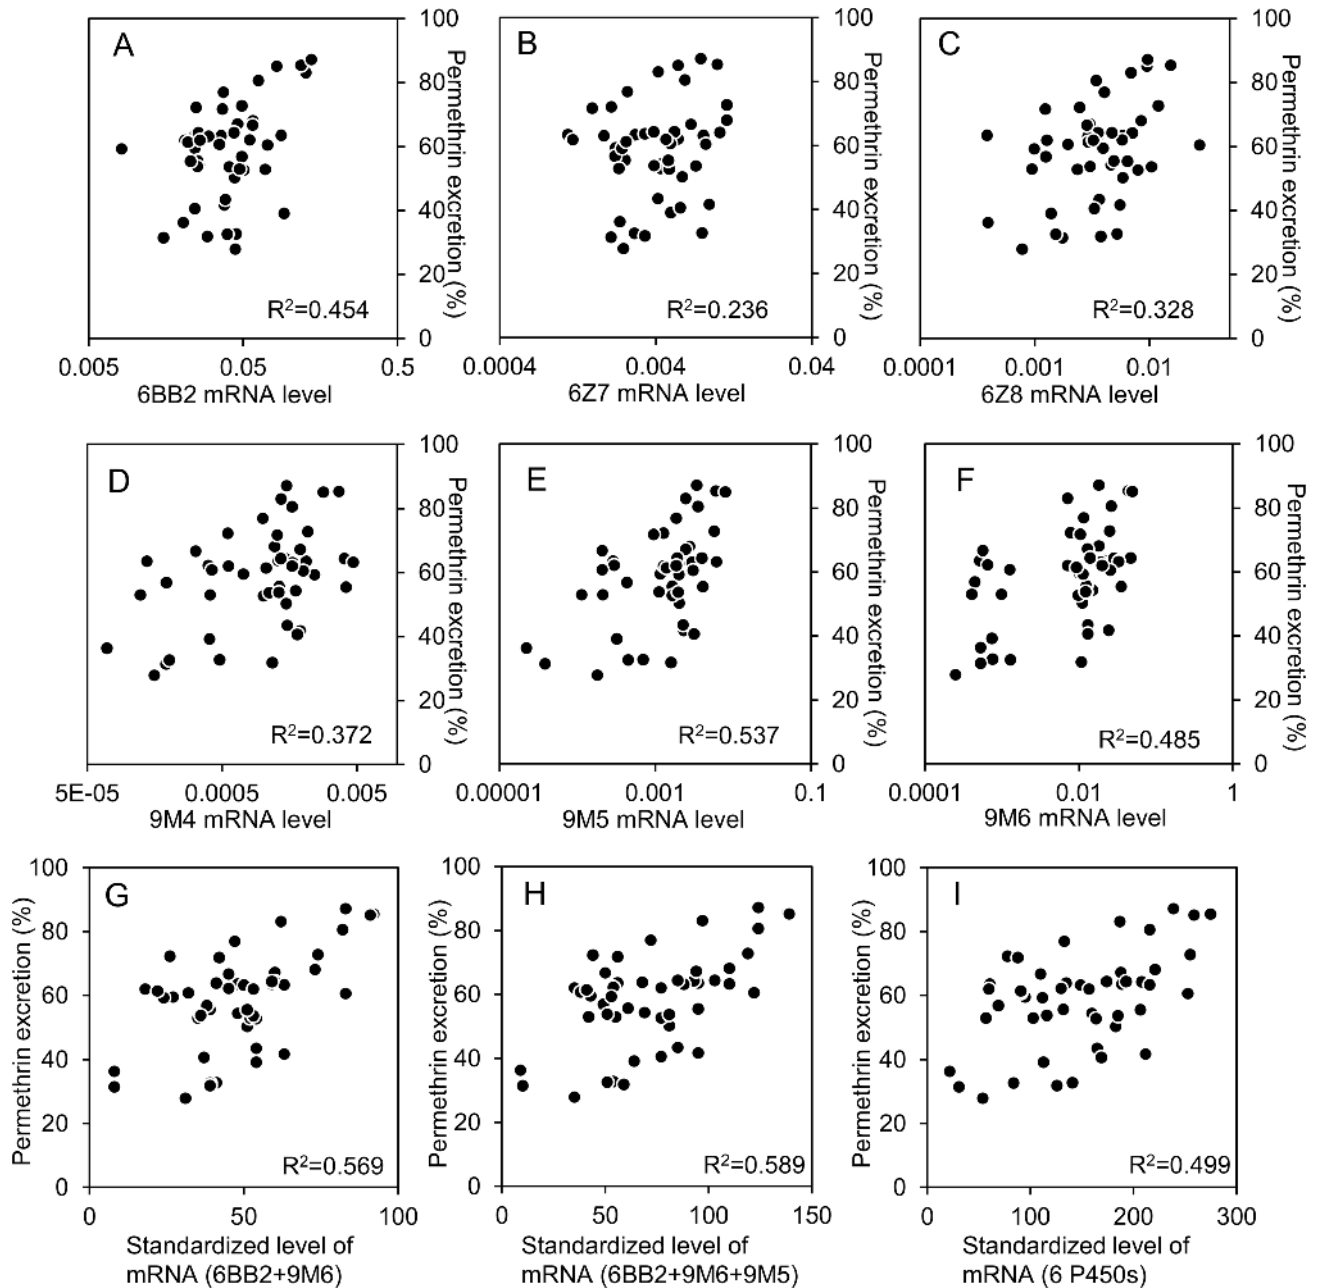 A
100
80
60
40
20
0
Permethrin excretion (%)
R²=0.454
0.005
0.05
0.5
6BB2 mRNA level
B
100
80
60
40
20
0
Permethrin excretion (%)
R²=0.236
0.0004
0.004
0.04
6Z7 mRNA level
C
100
80
60
40
20
0
Permethrin excretion (%)
R²=0.328
0.0001
0.001
0.01
6Z8 mRNA level
D
100
80
60
40
20
0
Permethrin excretion (%)
R²=0.372
5E-05
0.0005
0.005
9M4 mRNA level
E
100
80
60
40
20
0
Permethrin excretion (%)
R²=0.537
0.00001
0.001
0.1
9M5 mRNA level
F
100
80
60
40
20
0
Permethrin excretion (%)
R²=0.485
0.0001
0.01
1
9M6 mRNA level
G
Permethrin excretion (%)
100
80
60
40
20
0
R²=0.569
0
50
100
Standardized level of
mRNA (6BB2+9M6)
H
Permethrin excretion (%)
100
80
60
40
20
0
R²=0.589
0
50
100
150
Standardized level of
mRNA (6BB2+9M6+9M5)
I
Permethrin excretion (%)
100
80
60
40
20
0
R²=0.499
0
100
200
300
Standardized level of
mRNA (6 P450s)